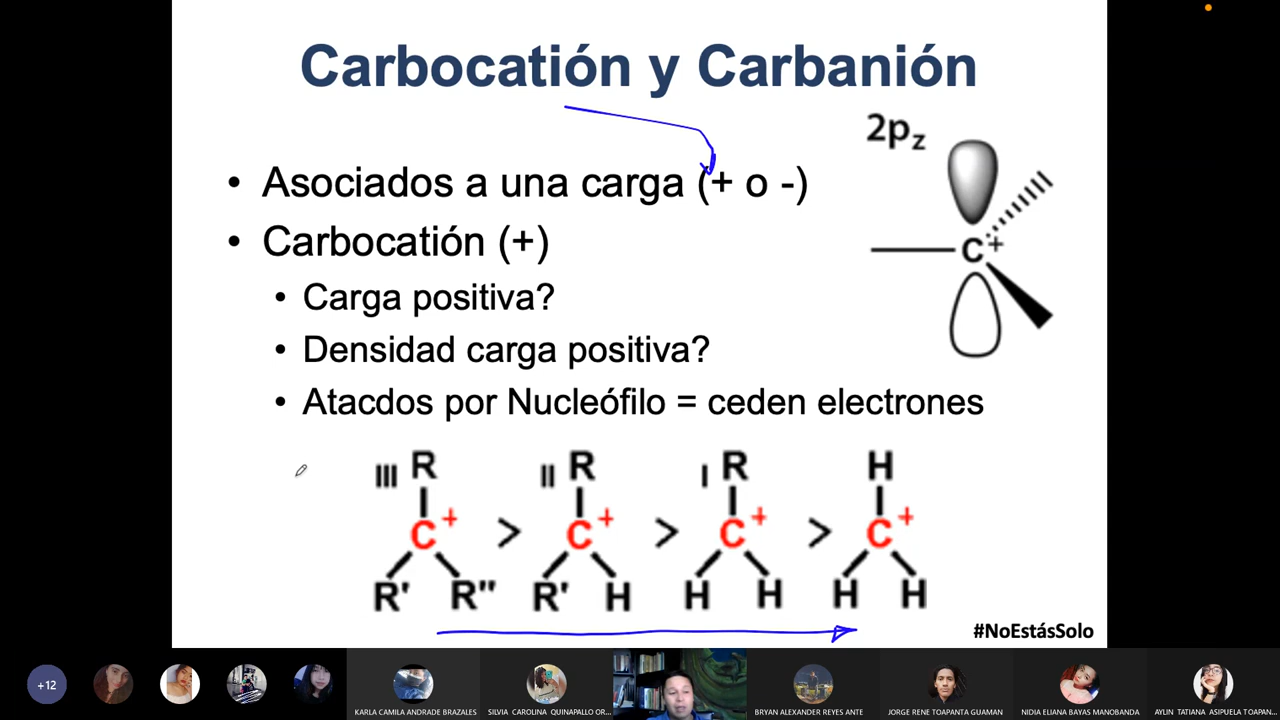 Carbocatión y Carbanión
2pz
• Asociados a una carga (+ o -)
• Carbocatión (+)
C+
• Carga positiva?
• Densidad carga positiva?
• Atacdos por Nucleófilo = ceden electrones
III R II R I R H
C+ > C+ > C+ > C+
R' R" R' H H H H H
#NoEstásSolo
+12
KARLA CAMILA ANDRADE BRAZALES
SILVIA CAROLINA QUINAPALLO OR...
BRYAN ALEXANDER REYES ANTE
JORGE RENE TOAPANTA GUAMAN
NIDIA ELIANA BAYAS MANOBANDA
AYLIN TATIANA ASIPUELA TOAPAN...